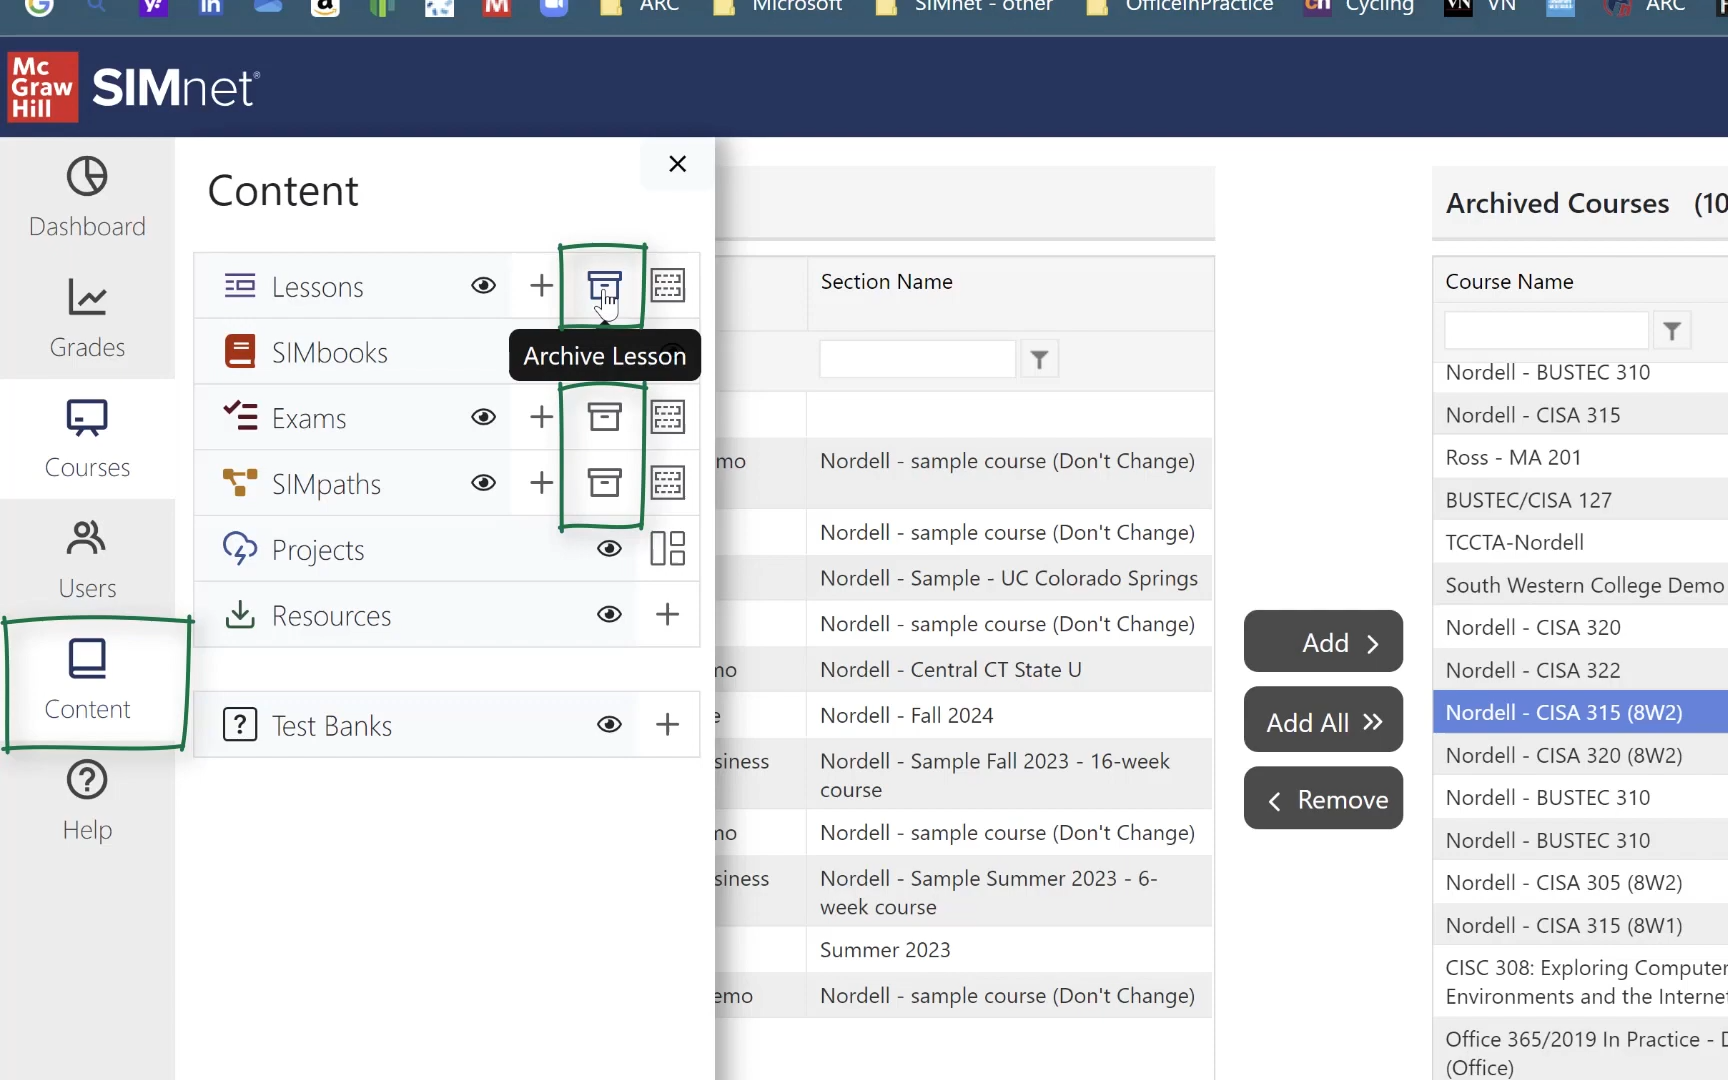 ARC
Microsoft
SIMnet - other
OfficeInPractice
Cycling
VN
VN
ARC
Mc
Graw
Hill
SIMnet®
Dashboard
Grades
Courses
Users
Content
Help
Content
Lessons
SIMbooks
Archive Lesson
Exams
SIMpaths
Projects
Resources
Test Banks
Section Name
mo
Nordell - sample course (Don't Change)
Nordell - sample course (Don't Change)
Nordell - Sample - UC Colorado Springs
Nordell - sample course (Don't Change)
no
Nordell - Central CT State U
e
Nordell - Fall 2024
siness
Nordell - Sample Fall 2023 - 16-week
course
no
Nordell - sample course (Don't Change)
siness
Nordell - Sample Summer 2023 - 6-
week course
Summer 2023
emo
Nordell - sample course (Don't Change)
Add
Add All
Remove
Archived Courses (10
Course Name
Nordell - BUSTEC 310
Nordell - CISA 315
Ross - MA 201
BUSTEC/CISA 127
TCCTA-Nordell
South Western College Demo
Nordell - CISA 320
Nordell - CISA 322
Nordell - CISA 315 (8W2)
Nordell - CISA 320 (8W2)
Nordell - BUSTEC 310
Nordell - BUSTEC 310
Nordell - CISA 305 (8W2)
Nordell - CISA 315 (8W1)
CISC 308: Exploring Computer
Environments and the Internet
Office 365/2019 In Practice - D
(Office)